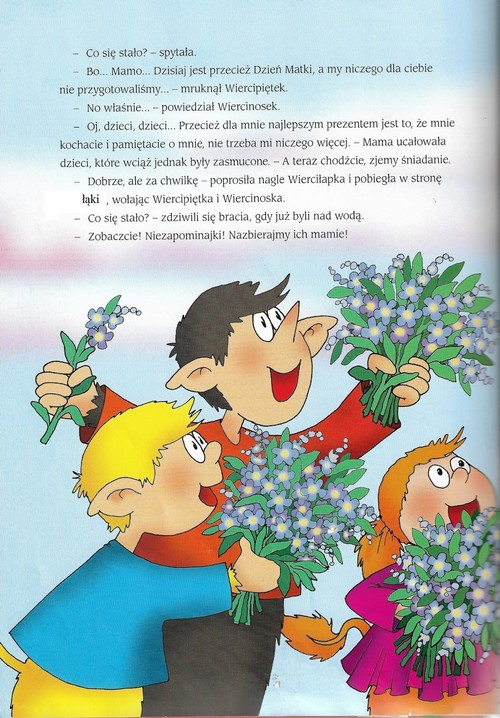 – Co się stało? – spytała.
– Bo... Mamo... Dzisiaj jest przecież Dzień Matki, a my niczego dla ciebie
nie przygotowaliśmy... – mruknął Wiercipiętek.
– No właśnie... – powiedział Wiercinosek.
– Oj, dzieci, dzieci... Przecież dla mnie najlepszym prezentem jest to, że mnie
kochacie i pamiętacie o mnie, nie trzeba mi niczego więcej. – Mama ucałowała
dzieci, które wciąż jednak były zasmucone. – A teraz chodźcie, zjemy śniadanie.
– Dobrze, ale za chwilkę – poprosiła nagle Wierciłapka i pobiegła w stronę
łąki , wołając Wiercipiętka i Wiercinoska.
– Co się stało? – zdziwili się bracia, gdy już byli nad wodą.
– Zobaczcie! Niezapominajki! Nazbierajmy ich mamie!